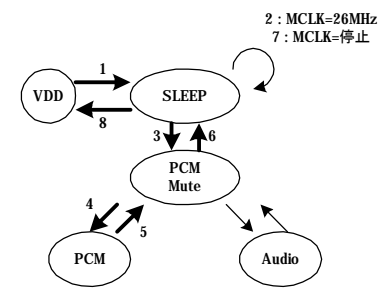 2 : MCLK=26MHz
7 : MCLK=停止
1
VDD
SLEEP
8
3
6
PCM
Mute
4
5
PCM
Audio